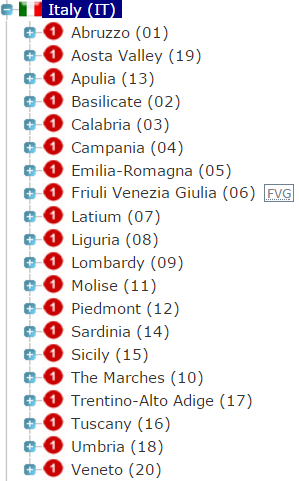 Italy (IT)
1 Abruzzo (01)
1 Aosta Valley (19)
1 Apulia (13)
1 Basilicate (02)
1 Calabria (03)
1 Campania (04)
1 Emilia-Romagna (05)
1 Friuli Venezia Giulia (06) FVG
1 Latium (07)
1 Liguria (08)
1 Lombardy (09)
1 Molise (11)
1 Piedmont (12)
1 Sardinia (14)
1 Sicily (15)
1 The Marches (10)
1 Trentino-Alto Adige (17)
1 Tuscany (16)
1 Umbria (18)
1 Veneto (20)